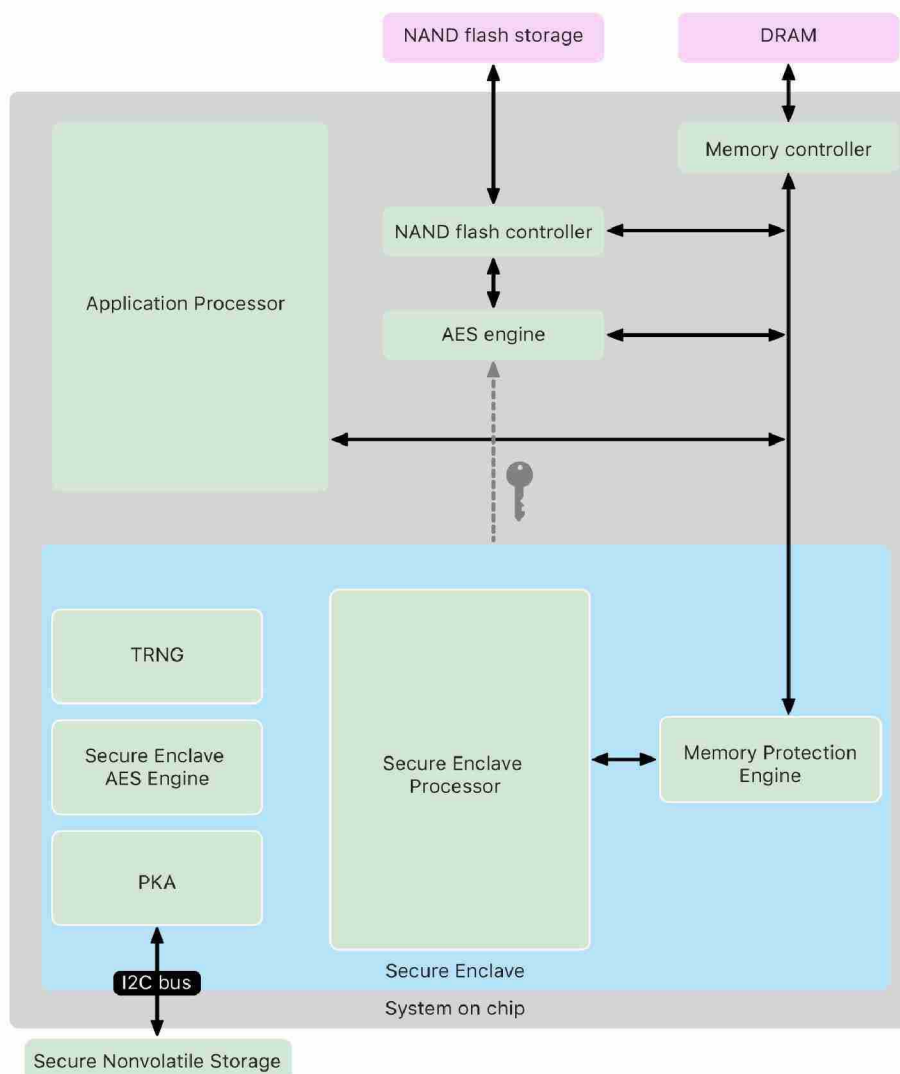 NAND flash storage
DRAM
Memory controller
NAND flash controller
Application Processor
AES engine
TRNG
Secure Enclave
AES Engine
Secure Enclave
Processor
Memory Protection
Engine
PKA
Secure Enclave
I2C bus
System on chip
Secure Nonvolatile Storage